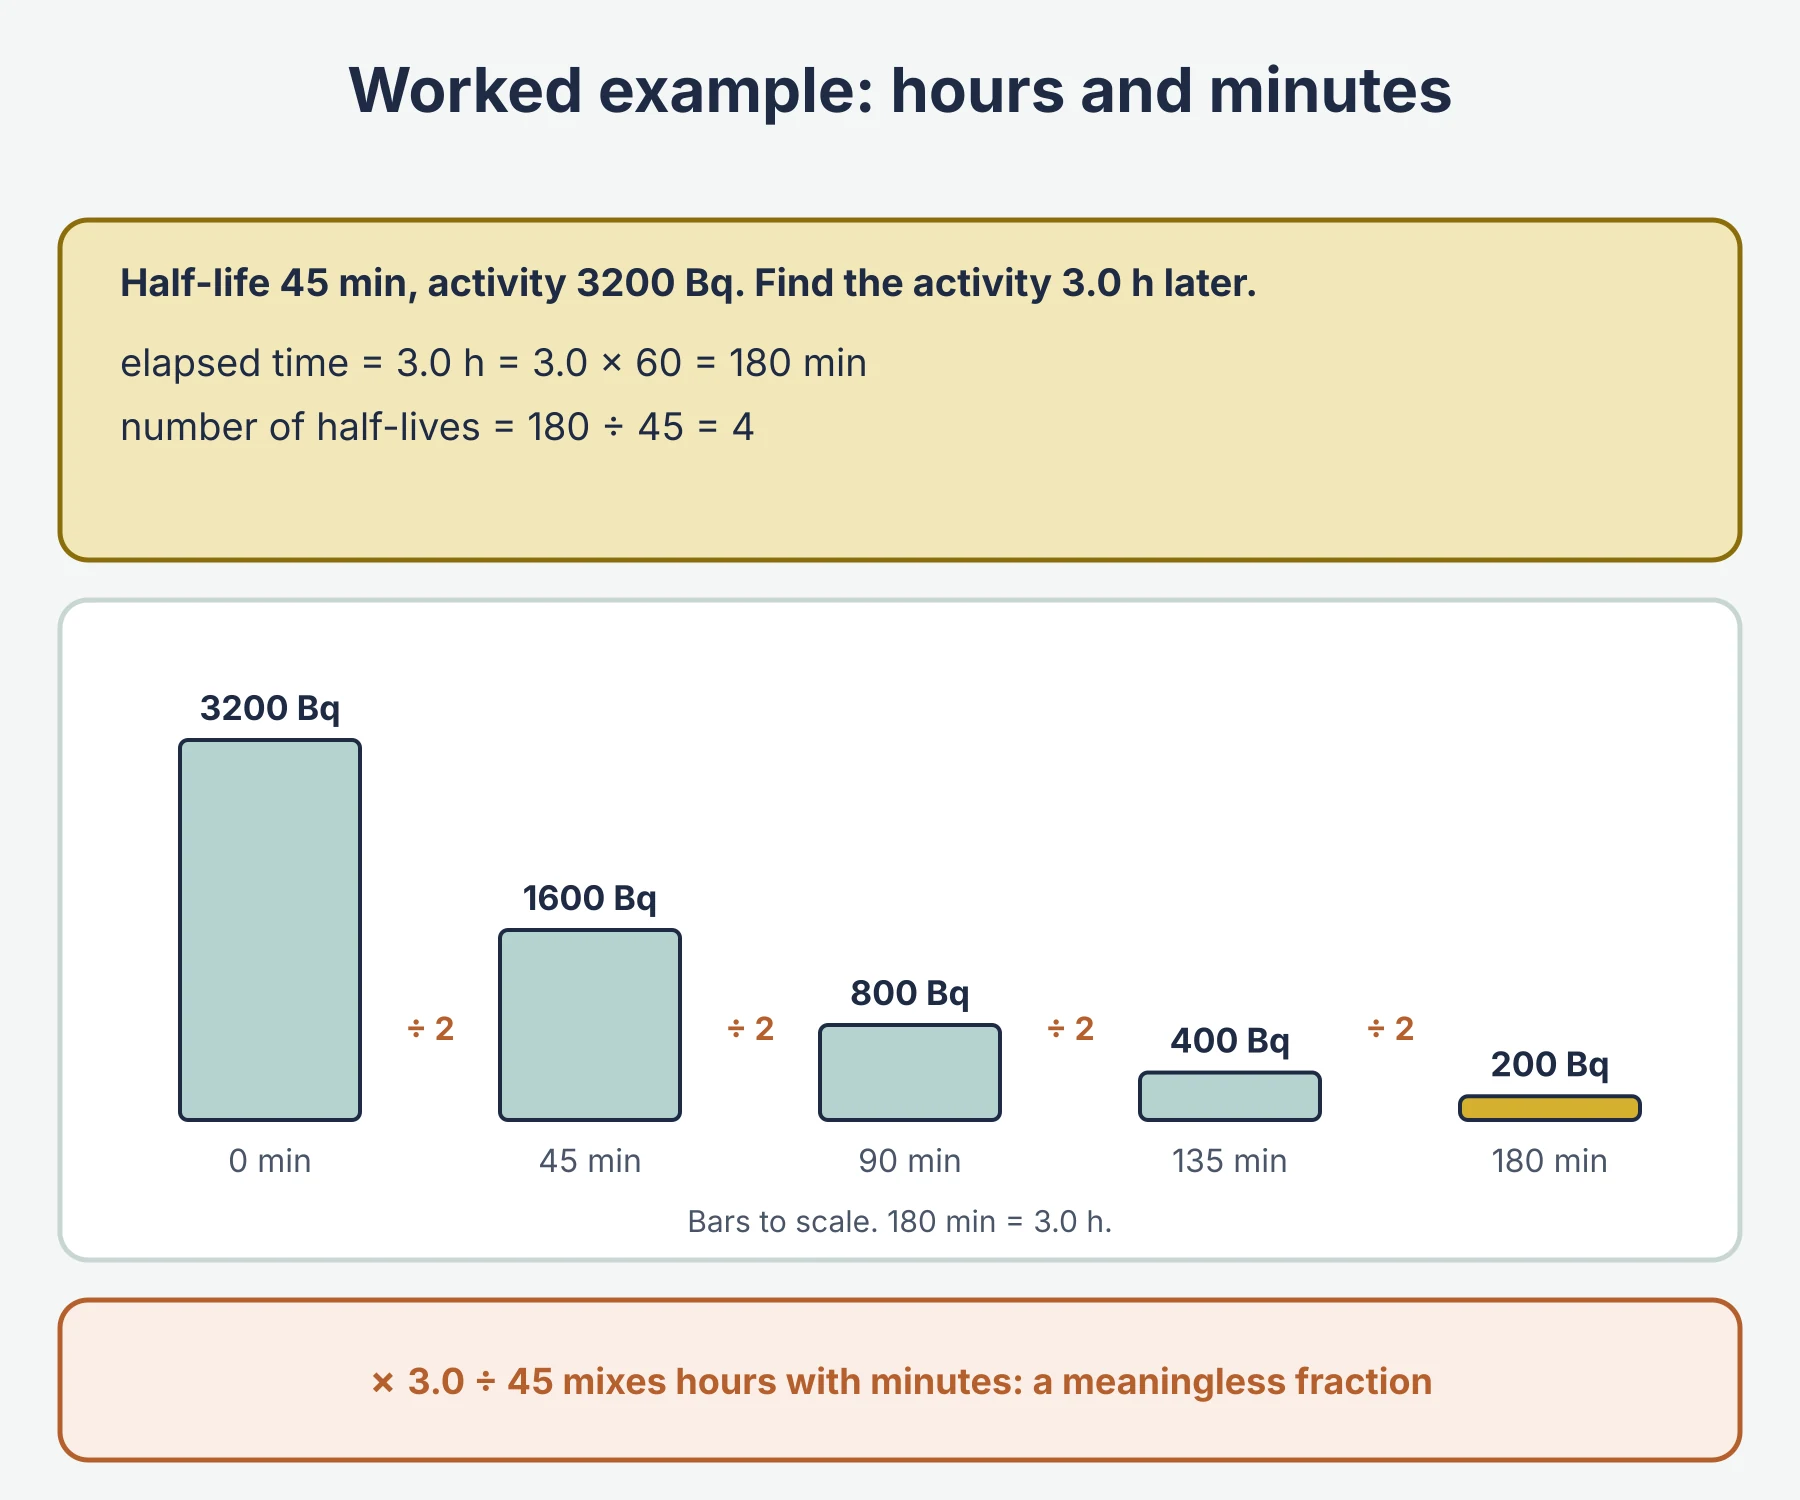 Worked example: hours and minutes
Half-life 45 min, activity 3200 Bq. Find the activity 3.0 h later.
elapsed time = 3.0 h = 3.0 × 60 = 180 min
number of half-lives = 180 ÷ 45 = 4
3200 Bq
1600 Bq
800 Bq
400 Bq
200 Bq
÷ 2
÷ 2
÷ 2
÷ 2
0 min
45 min
90 min
135 min
180 min
Bars to scale. 180 min = 3.0 h.
× 3.0 ÷ 45 mixes hours with minutes: a meaningless fraction